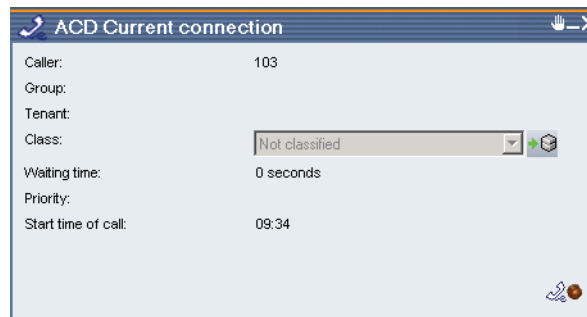 ACD Current connection
Caller: 103
Group:
Tenant:
Class: Not classified
Waiting time: 0 seconds
Priority:
Start time of call: 09:34